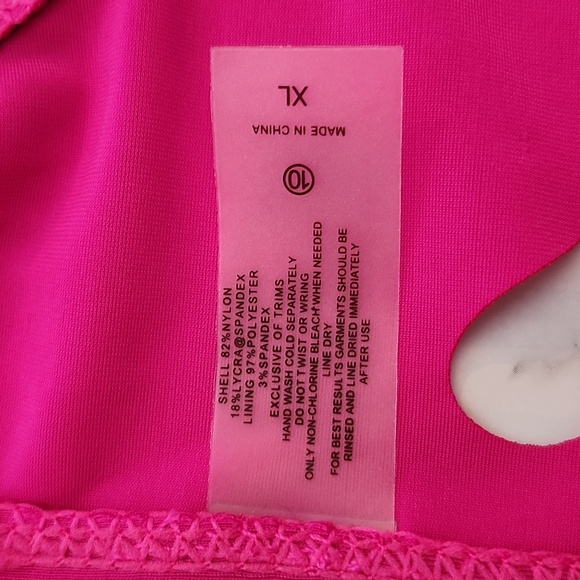 XL
MADE IN CHINA
10
SHELL 82%NYLON
18%LYCRA@SPANDEX
LINING 97%POLYESTER
3%SPANDEX
EXCLUSIVE OF TRIMS
HAND WASH COLD SEPARATELY
DO NOT TWIST OR WRING
ONLY NON-CHLORINE BLEACH'WHEN NEEDED
LINE DRY
FOR BEST RESULTS GARMENTS SHOULD BE
RINSED AND LINE DRIED IMMEDIATELY
AFTER USE